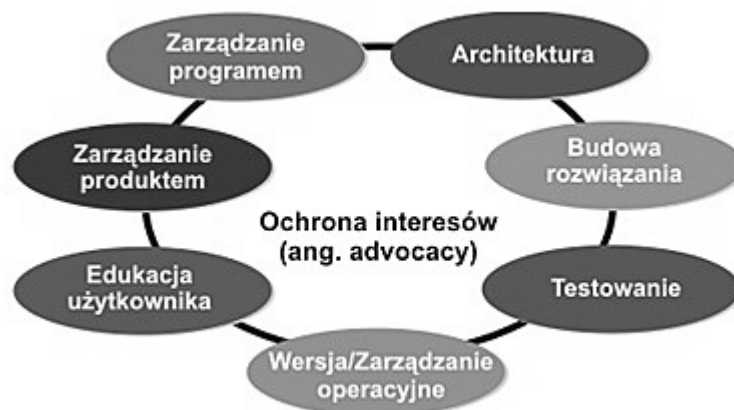 Zarządzanie
programem
Architektura
Zarządzanie
produktem
Budowa
rozwiązania
Ochrona interesów
(ang. advocacy)
Edukacja
użytkownika
Testowanie
Wersja/Zarządzanie
operacyjne